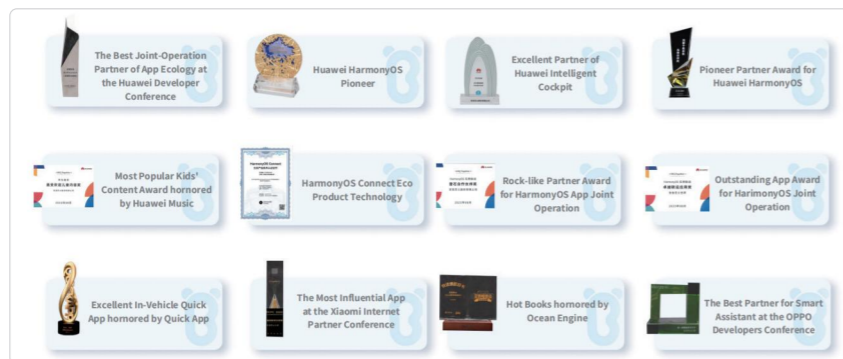 The Best Joint-Operation
Partner of App Ecology at
the Huawei Developer
Conference
Huawei HarmonyOS
Pioneer
Excellent Partner of
Huawei Intelligent
Cockpit
Pioneer Partner Award for
Huawei HarmonyOS
Most Popular Kids'
Content Award hornored
by Huawei Music
HarmonyOS Connect Eco
Product Technology
Rock-like Partner Award
for HarmonyOS App Joint
Operation
Outstanding App Award
for HarimonyOS Joint
Operation
Excellent In-Vehicle Quick
App hornored by Quick App
The Most Influential App
at the Xiaomi Internet
Partner Conference
Hot Books hornored by
Ocean Engine
The Best Partner for Smart
Assistant at the OPPO
Developers Conference